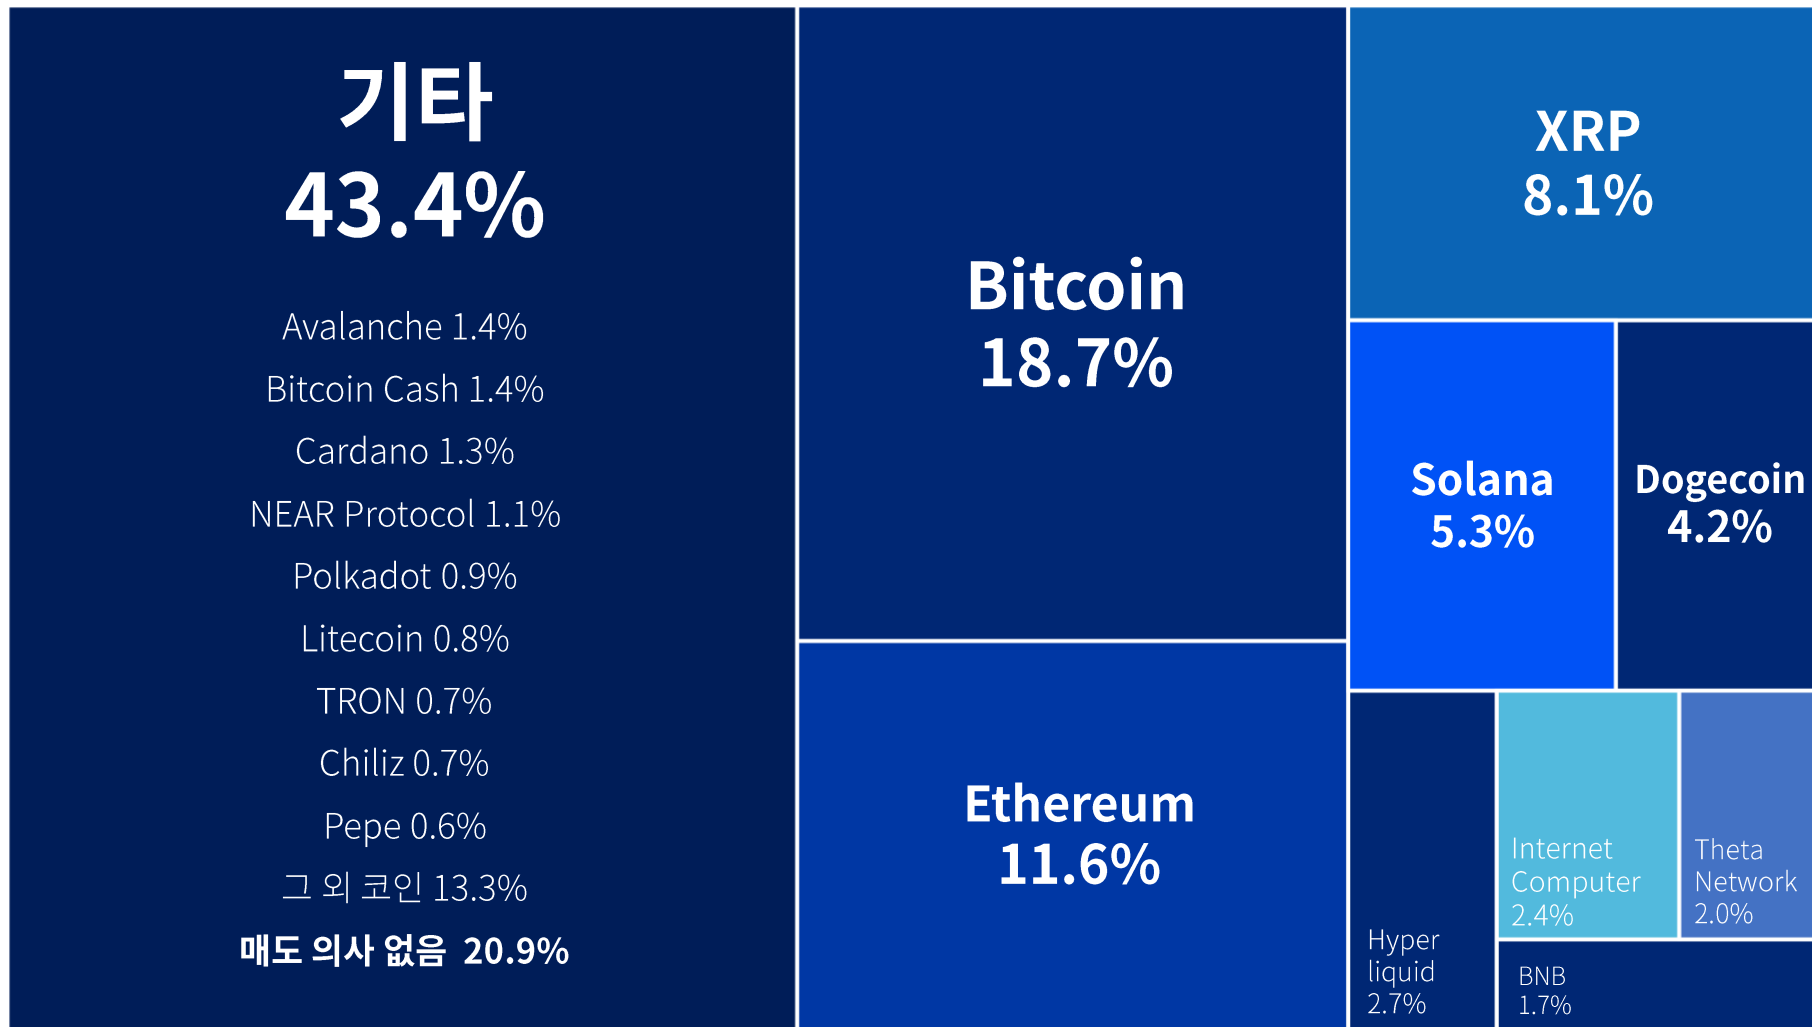 기타
43.4%
Avalanche 1.4%
Bitcoin Cash 1.4%
Cardano 1.3%
NEAR Protocol 1.1%
Polkadot 0.9%
Litecoin 0.8%
TRON 0.7%
Chiliz 0.7%
Pepe 0.6%
그 외 코인 13.3%
매도 의사 없음 20.9%
Bitcoin
18.7%
Ethereum
11.6%
XRP
8.1%
Solana
5.3%
Dogecoin
4.2%
Hyper
liquid
2.7%
Internet
Computer
2.4%
Theta
Network
2.0%
BNB
1.7%